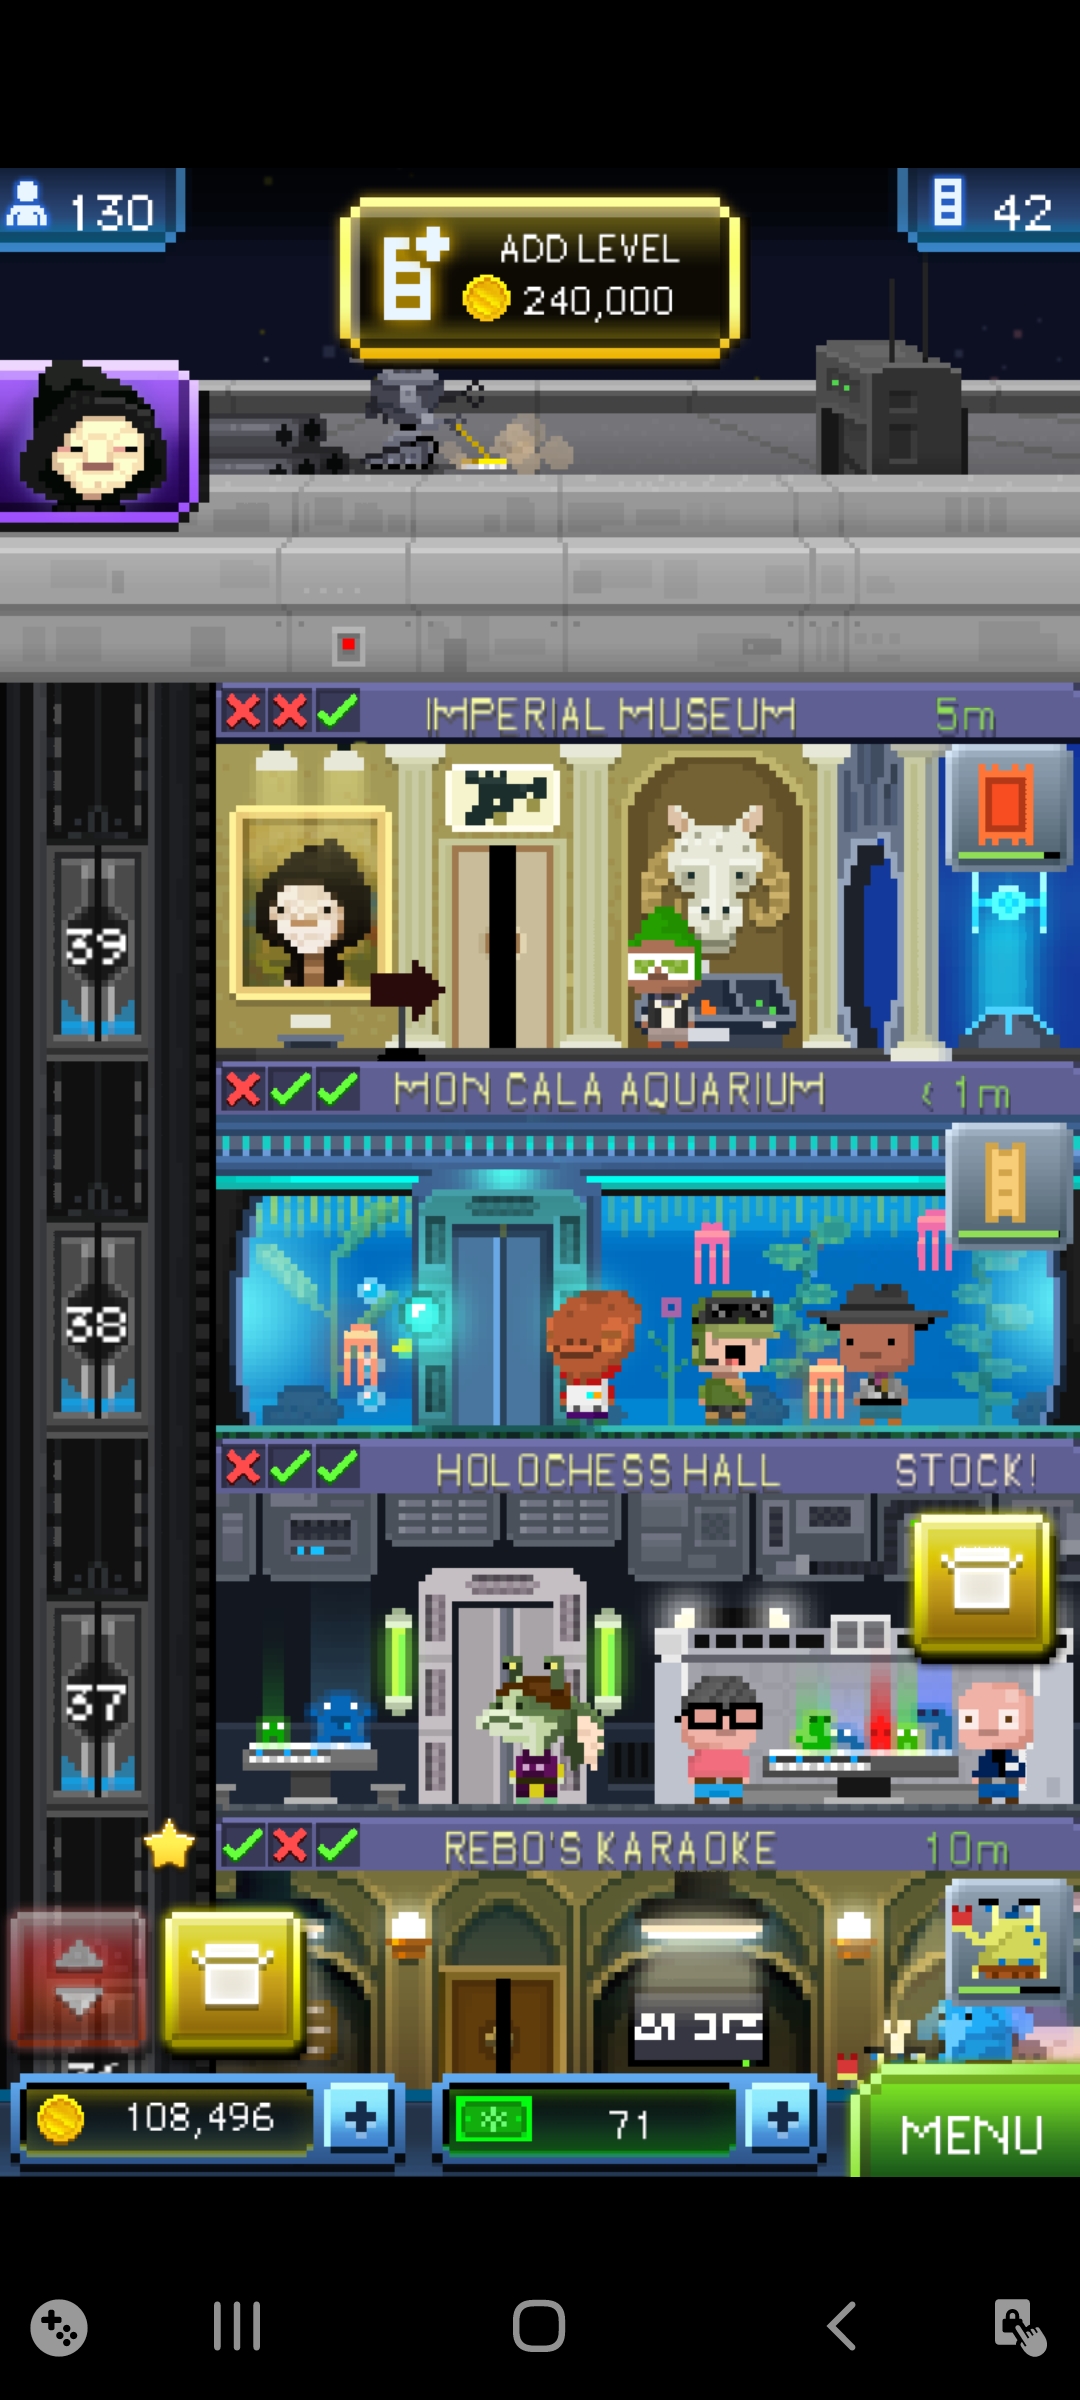 130
ADD LEVEL
240,000
42
IMPERIAL MUSEUM 5m
39
MON CALA AQUARIUM < 1m
38
HOLOCHESS HALL STOCK!
37
REBO'S KARAOKE 10m
108,496
71
MENU